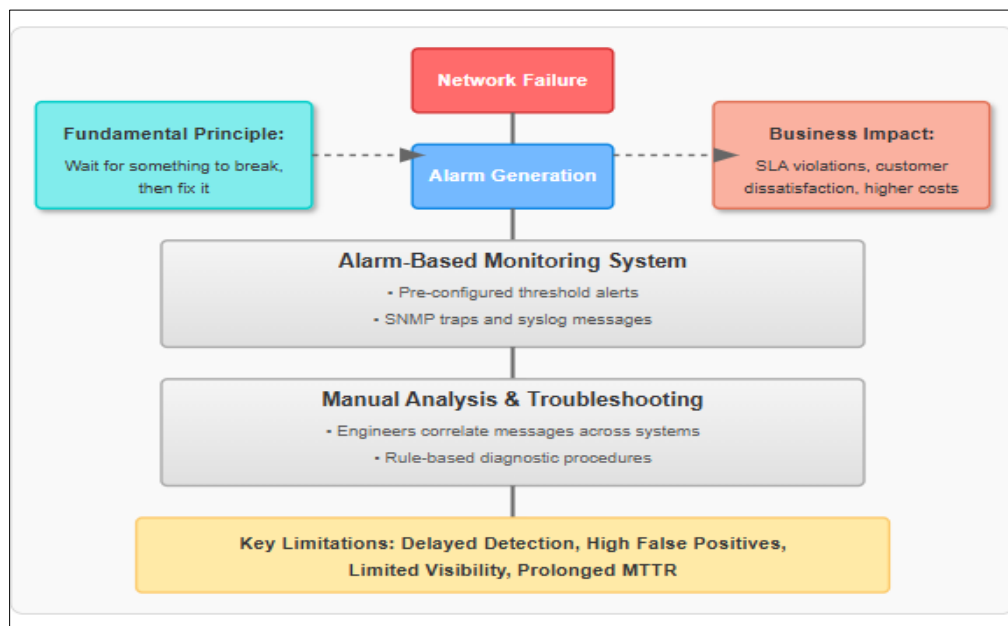 Network Failure
Fundamental Principle:
Wait for something to break,
then fix it
Alarm Generation
Business Impact:
SLA violations, customer
dissatisfaction, higher costs
Alarm-Based Monitoring System
• Pre-configured threshold alerts
• SNMP traps and syslog messages
Manual Analysis & Troubleshooting
• Engineers correlate messages across systems
• Rule-based diagnostic procedures
Key Limitations: Delayed Detection, High False Positives,
Limited Visibility, Prolonged MTTR